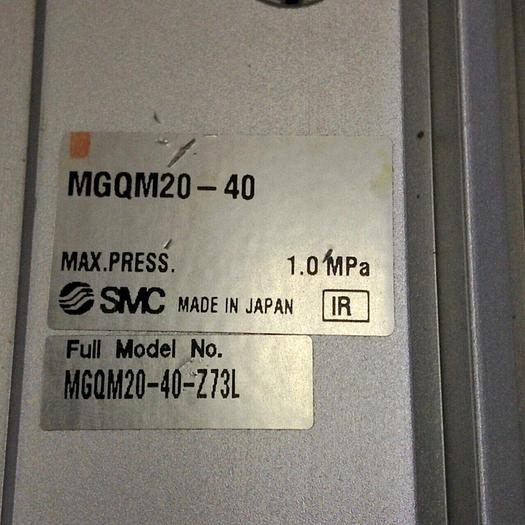 MGQM20-40
MAX.PRESS. 1.0 MPa
SMC MADE IN JAPAN IR
Full Model No.
MGQM20-40-Z73L